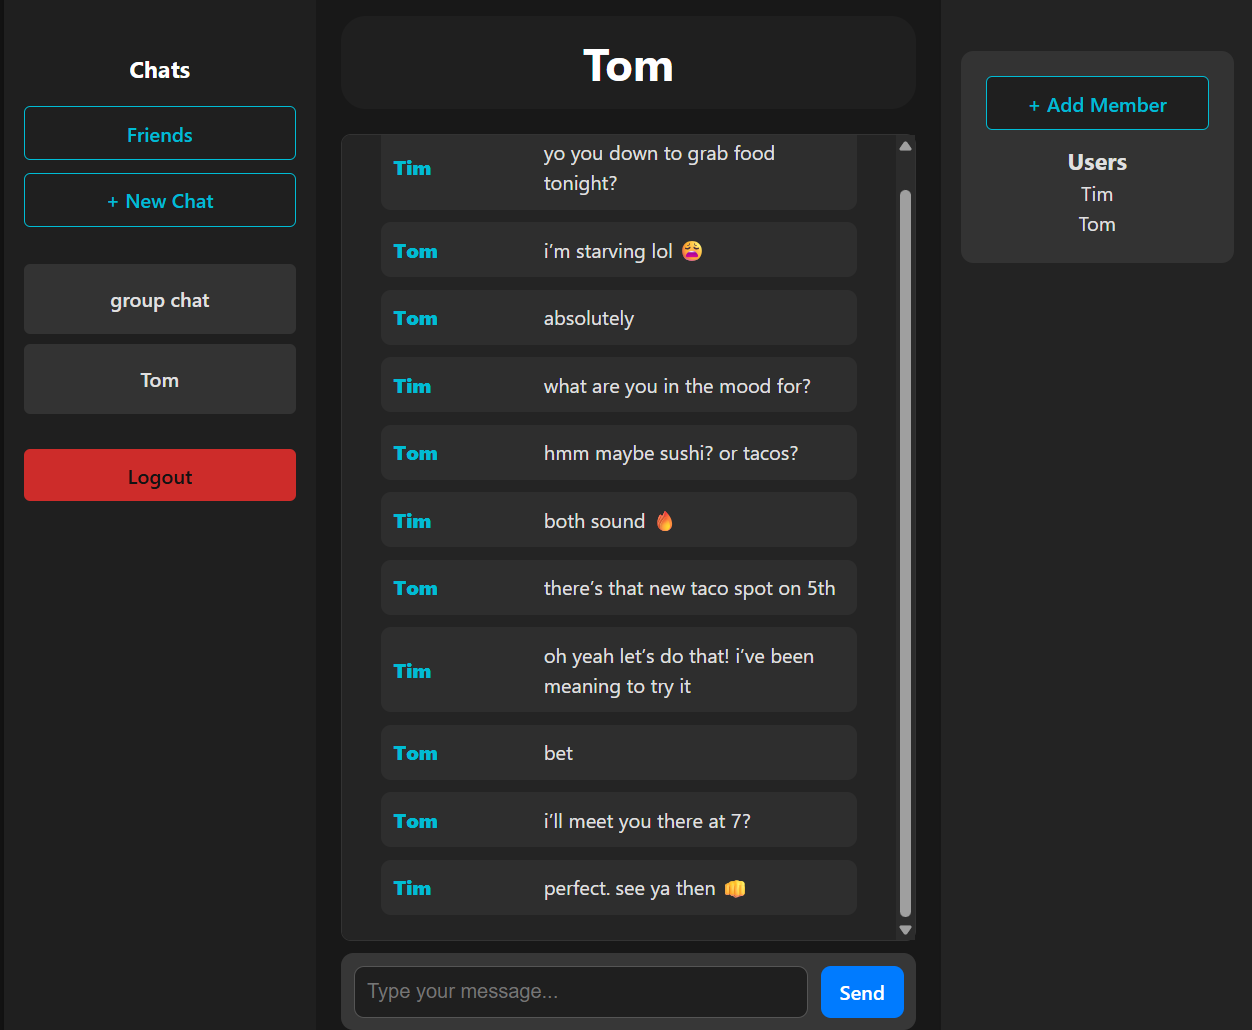 Chats
Friends
+ New Chat
group chat
Tom
Logout
Tom
Tim
yo you down to grab food
tonight?
Tom
i’m starving lol 😩
Tom
absolutely
Tim
what are you in the mood for?
Tom
hmm maybe sushi? or tacos?
Tim
both sound 🔥
Tom
there’s that new taco spot on 5th
Tim
oh yeah let’s do that! i’ve been
meaning to try it
Tom
bet
Tom
i’ll meet you there at 7?
Tim
perfect. see ya then 👊
Type your message...
Send
+ Add Member
Users
Tim
Tom